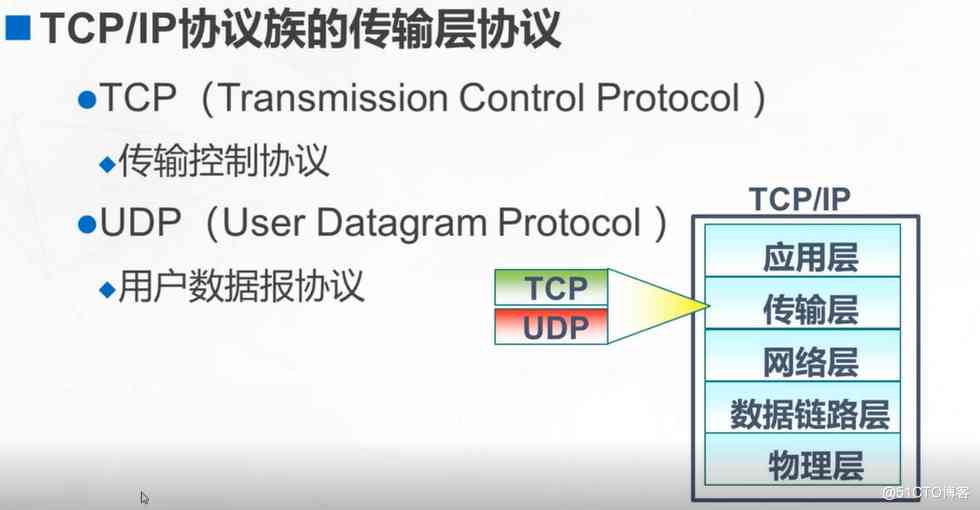 TCP/IP协议族的传输层协议
TCP（Transmission Control Protocol ）
传输控制协议
UDP（User Datagram Protocol ）
用户数据报协议
TCP
UDP
TCP/IP
应用层
传输层
网络层
数据链路层
物理层
@51CTO博客